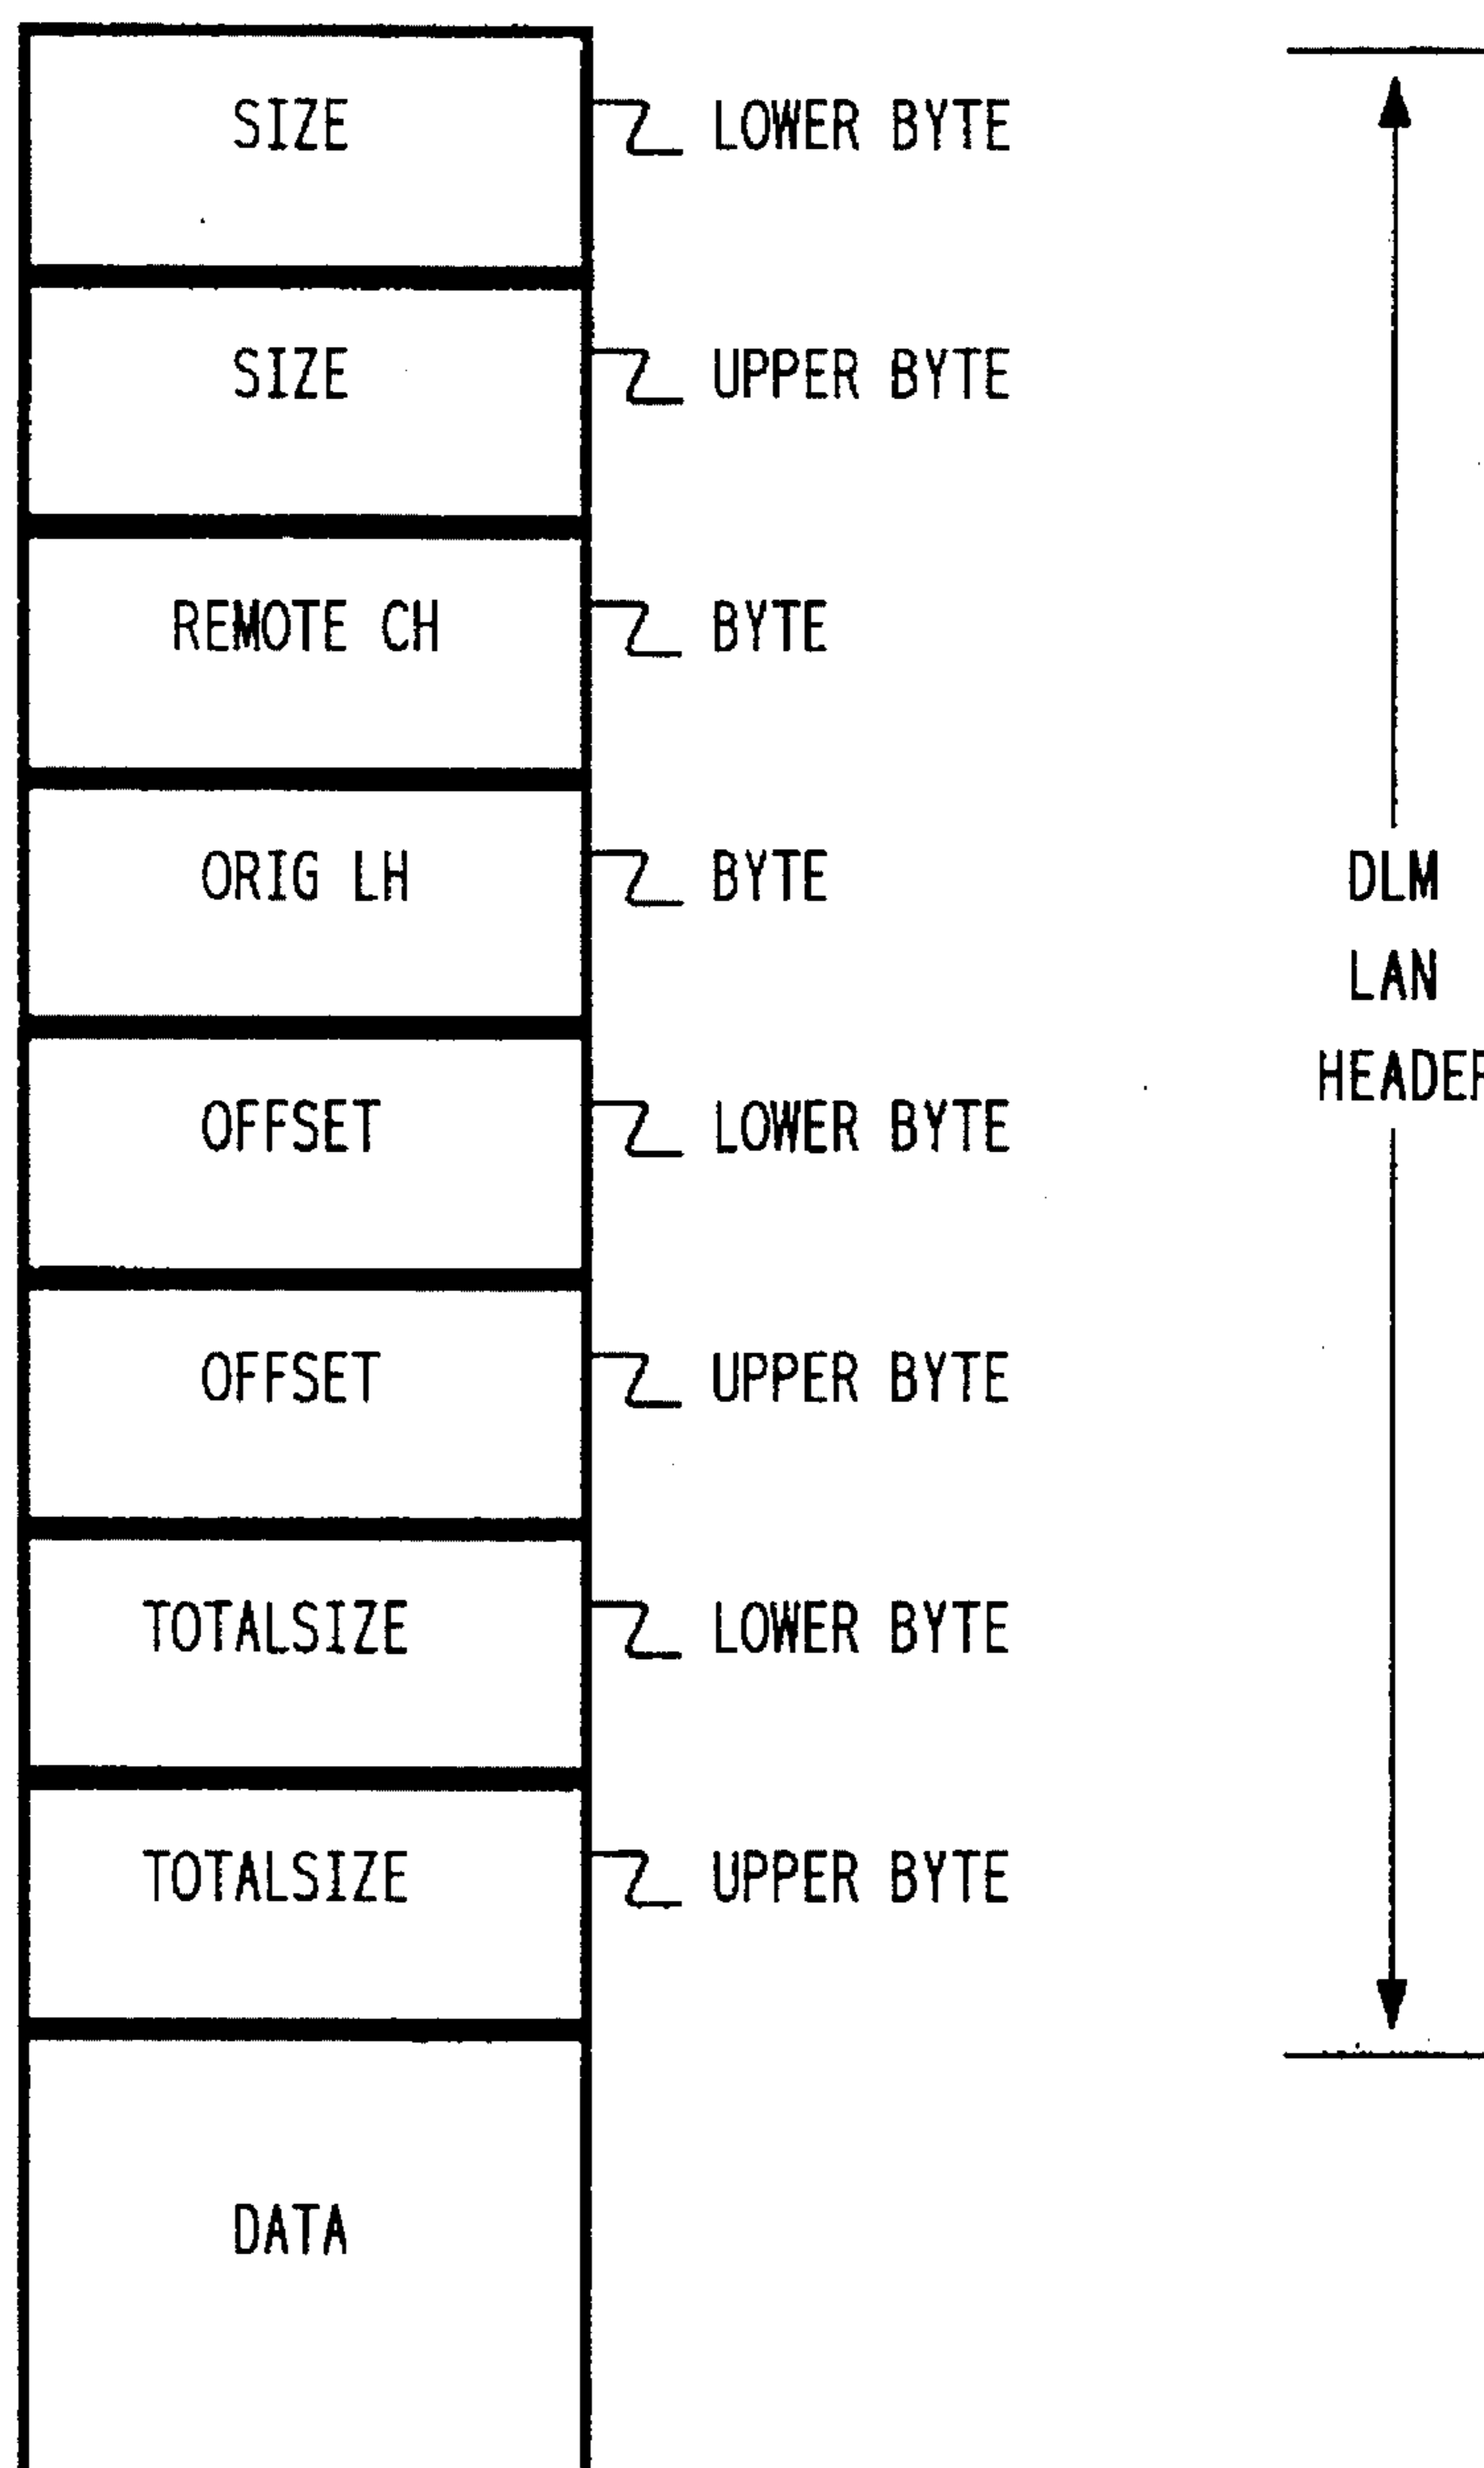 SIZE LOWER BYTE
SIZE UPPER BYTE
REMOTE CH BYTE
ORIG LH BYTE
DLM
LAN
HEADER
OFFSET LOWER BYTE
OFFSET UPPER BYTE
TOTALSIZE LOWER BYTE
TOTALSIZE UPPER BYTE
DATA